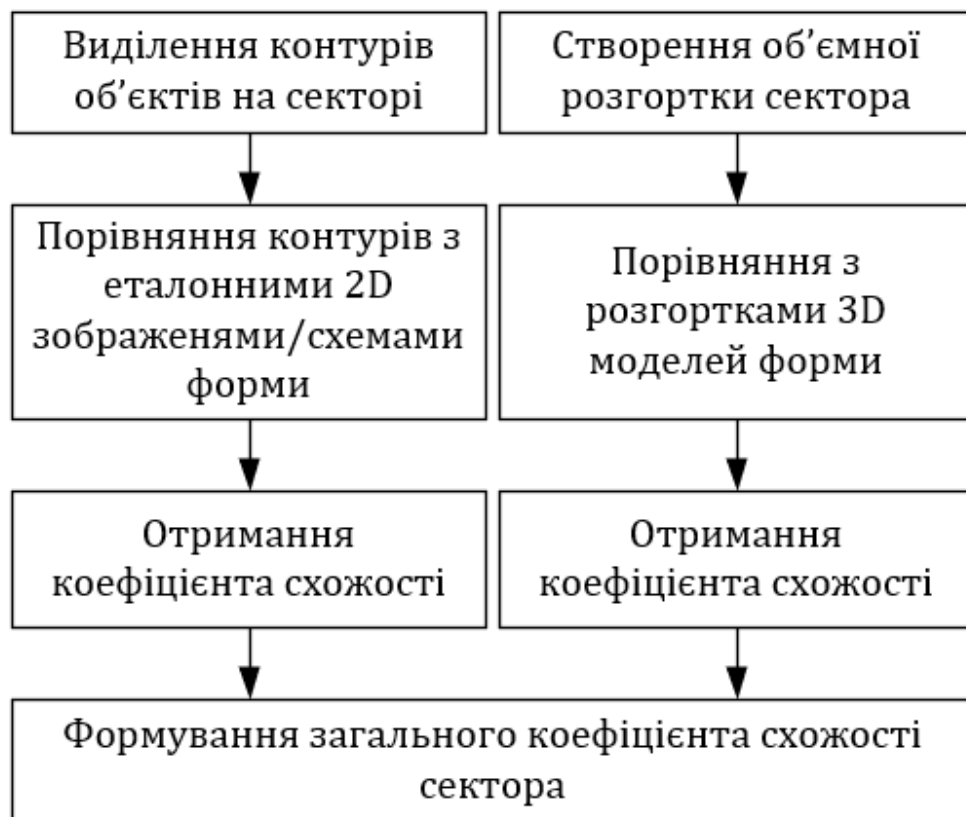 Виділення контурів
об’єктів на секторі
Створення об’ємної
розгортки сектора
Порівняння контурів з
еталонними 2D
зображенями/схемами
форми
Порівняння з
розгортками 3D
моделей форми
Отримання
коефіцієнта схожості
Отримання
коефіцієнта схожості
Формування загального коефіцієнта схожості
сектора